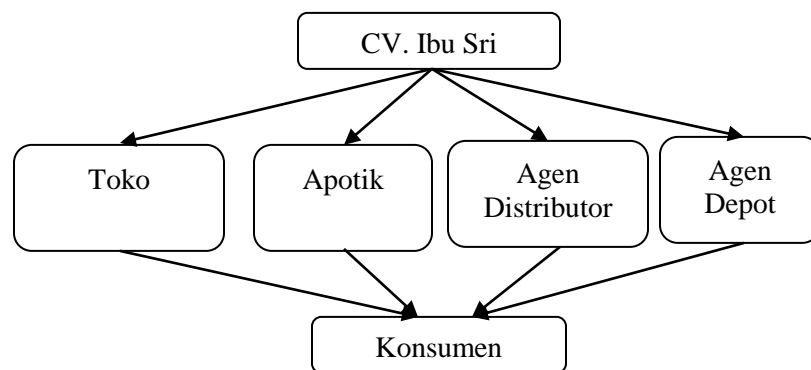 CV. Ibu Sri
Toko
Apotik
Agen
Distributor
Agen
Depot
Konsumen